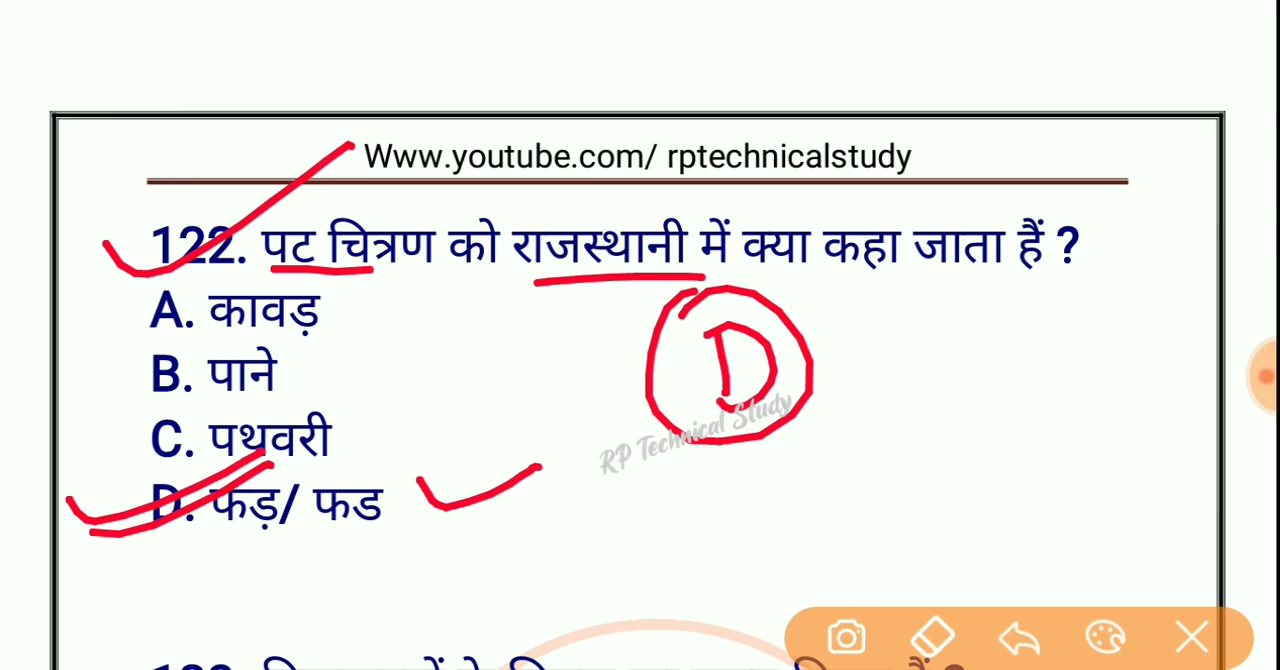 Www.youtube.com/ rptechnicalstudy
122. पट चित्रण को राजस्थानी में क्या कहा जाता हैं ?
A. कावड़
B. पाने
C. पथवरी
D. फड़/ फड
D
RP Technical Study